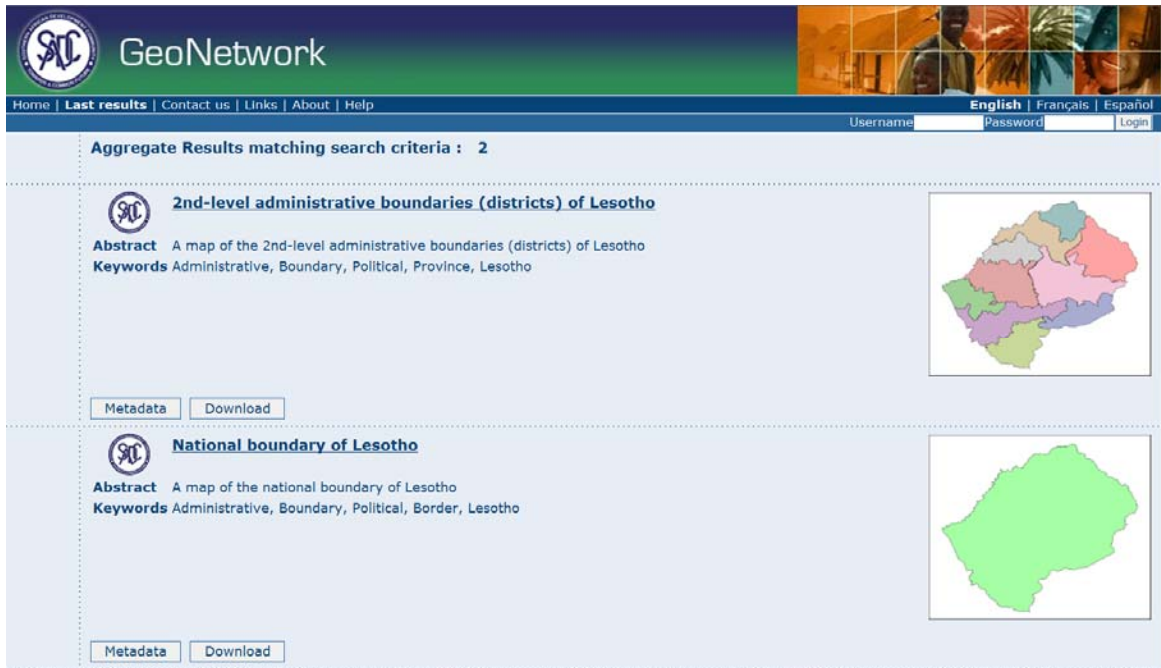 SADC
GeoNetwork
Home | Last results | Contact us | Links | About | Help
English | Français | Español
Username Password Login
Aggregate Results matching search criteria : 2
2nd-level administrative boundaries (districts) of Lesotho
Abstract A map of the 2nd-level administrative boundaries (districts) of Lesotho
Keywords Administrative, Boundary, Political, Province, Lesotho
Metadata Download
National boundary of Lesotho
Abstract A map of the national boundary of Lesotho
Keywords Administrative, Boundary, Political, Border, Lesotho
Metadata Download